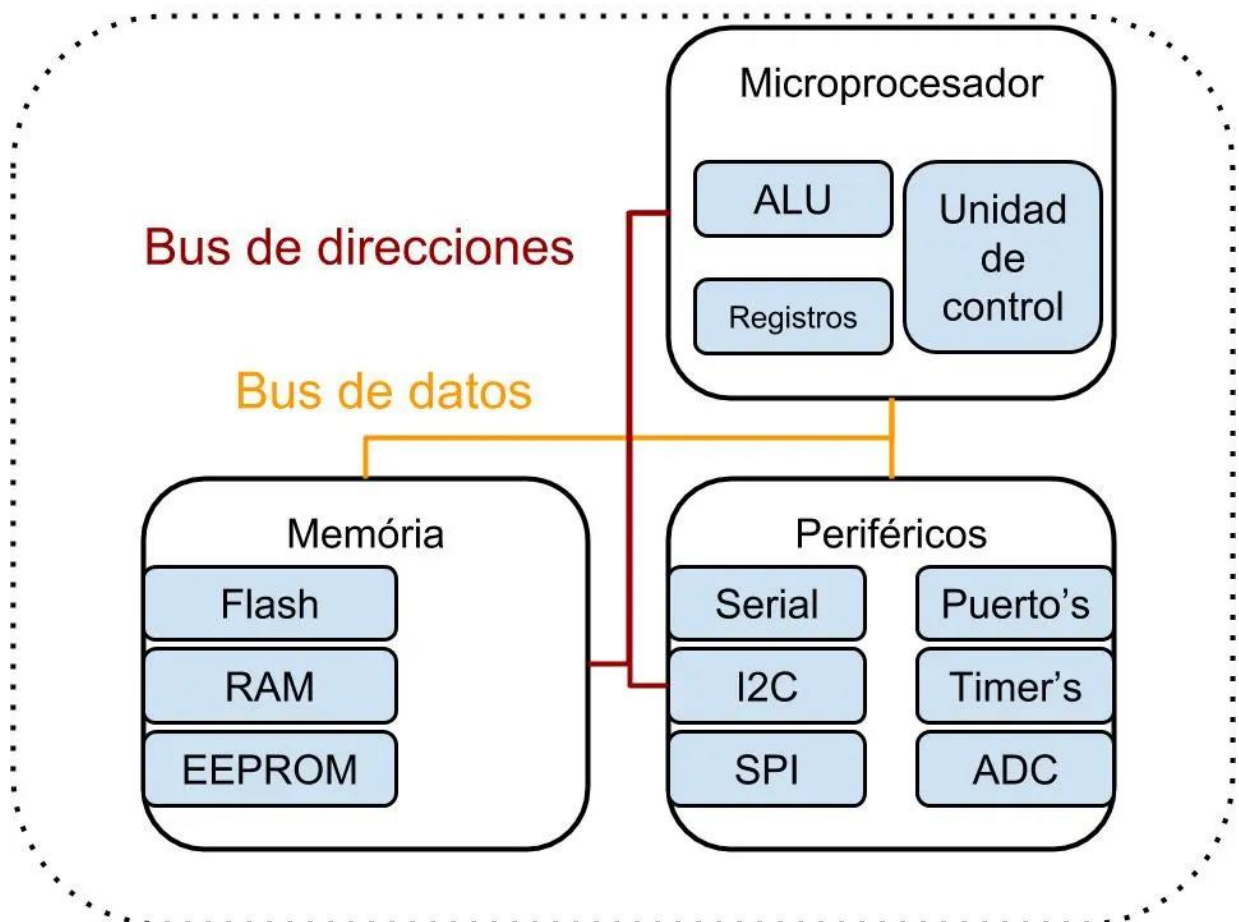 Microprocesador
ALU
Unidad
de
control
Registros
Bus de direcciones
Bus de datos
Memória
Flash
RAM
EEPROM
Periféricos
Serial
Puerto's
I2C
Timer's
SPI
ADC